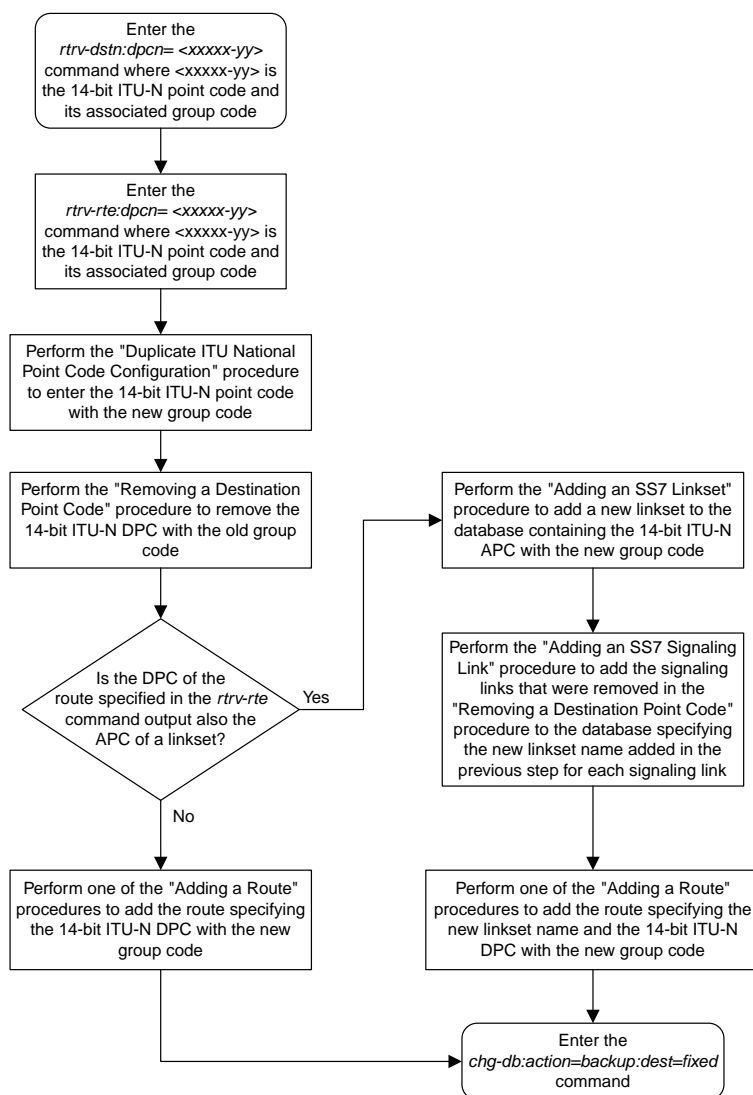 Enter the
rtrv-dstn:dpcn= <xxxxx-yy>
command where <xxxxx-yy> is
the 14-bit ITU-N point code and
its associated group code
Enter the
rtrv-rte:dpcn= <xxxxx-yy>
command where <xxxxx-yy> is
the 14-bit ITU-N point code and
its associated group code
Perform the "Duplicate ITU National
Point Code Configuration" procedure
to enter the 14-bit ITU-N point code
with the new group code
Perform the "Removing a Destination
Point Code" procedure to remove the
14-bit ITU-N DPC with the old group
code
Is the DPC of the
route specified in the rtrv-rte
command output also the
APC of a linkset?
Yes
No
Perform the "Adding an SS7 Linkset"
procedure to add a new linkset to the
database containing the 14-bit ITU-N
APC with the new group code
Perform the "Adding an SS7 Signaling
Link" procedure to add the signaling
links that were removed in the
"Removing a Destination Point Code"
procedure to the database specifying
the new linkset name added in the
previous step for each signaling link
Perform one of the "Adding a Route"
procedures to add the route specifying
the 14-bit ITU-N DPC with the new
group code
Perform one of the "Adding a Route"
procedures to add the route specifying the
new linkset name and the 14-bit ITU-N
DPC with the new group code
Enter the
chg-db:action=backup:dest=fixed
command